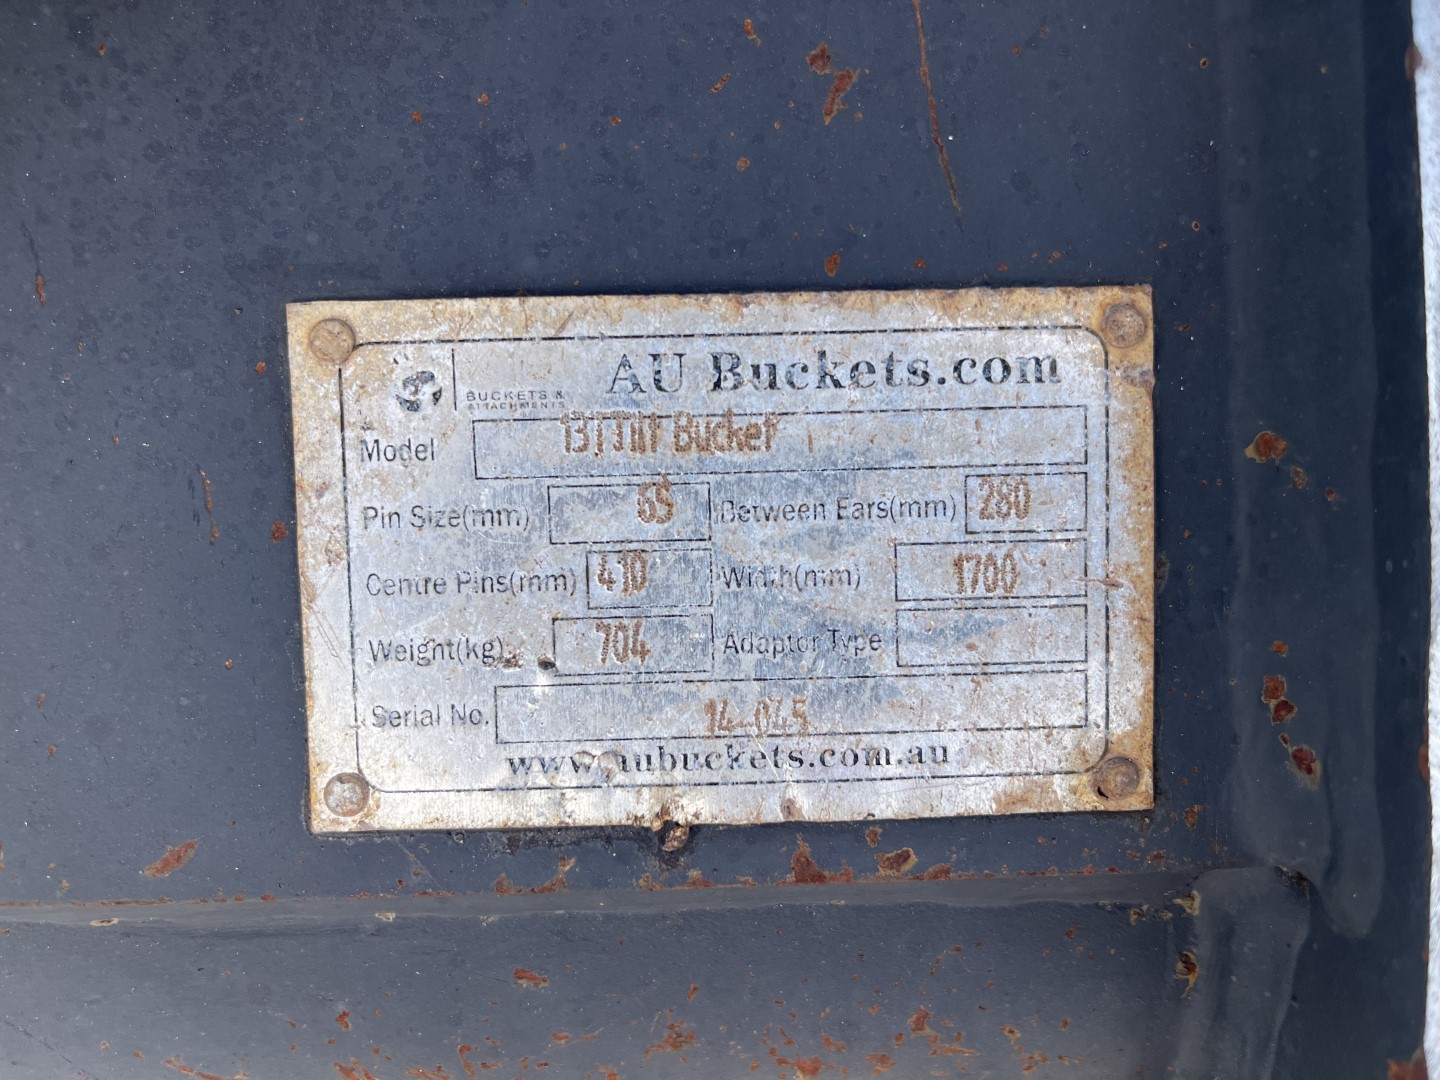 AU Buckets.com
BUCKETS &
ATTACHMENTS
Model 13T Tilt Bucket
Pin Size(mm) 65 Between Ears(mm) 280
Centre Pins(mm) 410 Width(mm) 1700
Weight(kg) 704 Adaptor Type
Serial No. 14-045
www.aubuckets.com.au